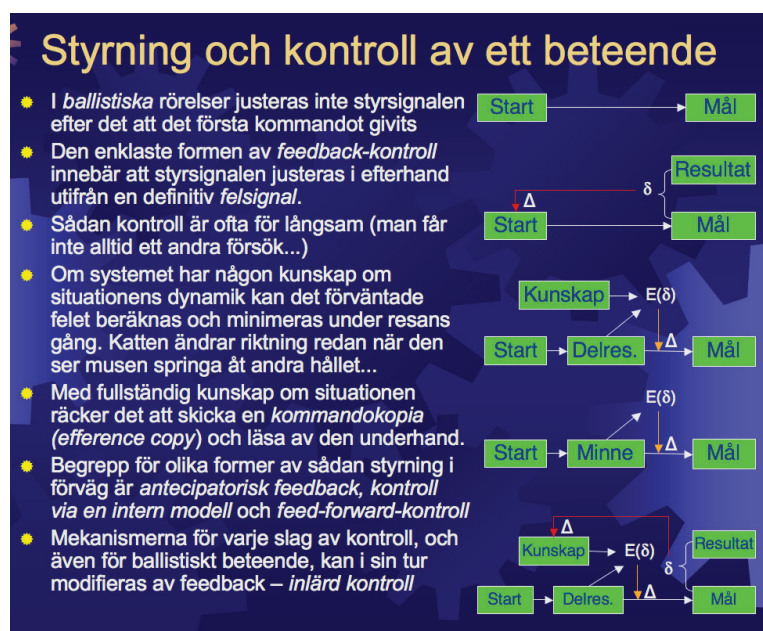 Styrning och kontroll av ett beteende
I ballistiska rörelser justeras inte styrsignalen
efter det att det första kommandot givits
Start
Mål
Den enklaste formen av feedback-kontroll
innebär att styrsignalen justeras i efterhand
utifrån en definitiv felsignal.
Resultat
δ
Δ
Start
Mål
Sådan kontroll är ofta för långsam (man får
inte alltid ett andra försök...)
Om systemet har någon kunskap om
situationens dynamik kan det förväntade
felet beräknas och minimeras under resans
gång. Katten ändrar riktning redan när den
ser musen springa åt andra hållet...
Kunskap
E(δ)
Δ
Start
Delres.
Mål
Med fullständig kunskap om situationen
räcker det att skicka en kommandokopia
(efference copy) och läsa av den underhand.
E(δ)
Δ
Start
Minne
Mål
Begrepp för olika former av sådan styrning i
förväg är antecipatorisk feedback, kontroll
via en intern modell och feed-forward-kontroll
Mekanismerna för varje slag av kontroll, och
även för ballistiskt beteende, kan i sin tur
modifieras av feedback – inlärd kontroll
Δ
Kunskap
E(δ)
Resultat
δ
Δ
Start
Delres.
Mål